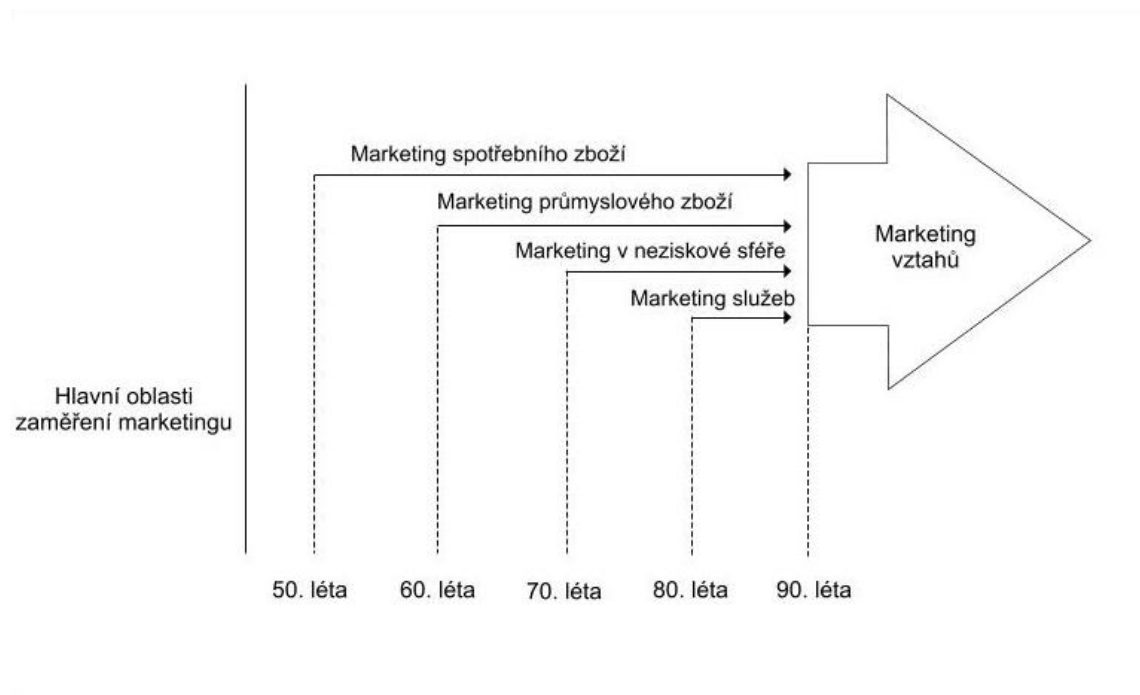 Marketing spotřebního zboží
Marketing průmyslového zboží
Marketing v neziskové sféře
Marketing služeb
Marketing
vztahů
Hlavní oblasti
zaměření marketingu
50. léta
60. léta
70. léta
80. léta
90. léta